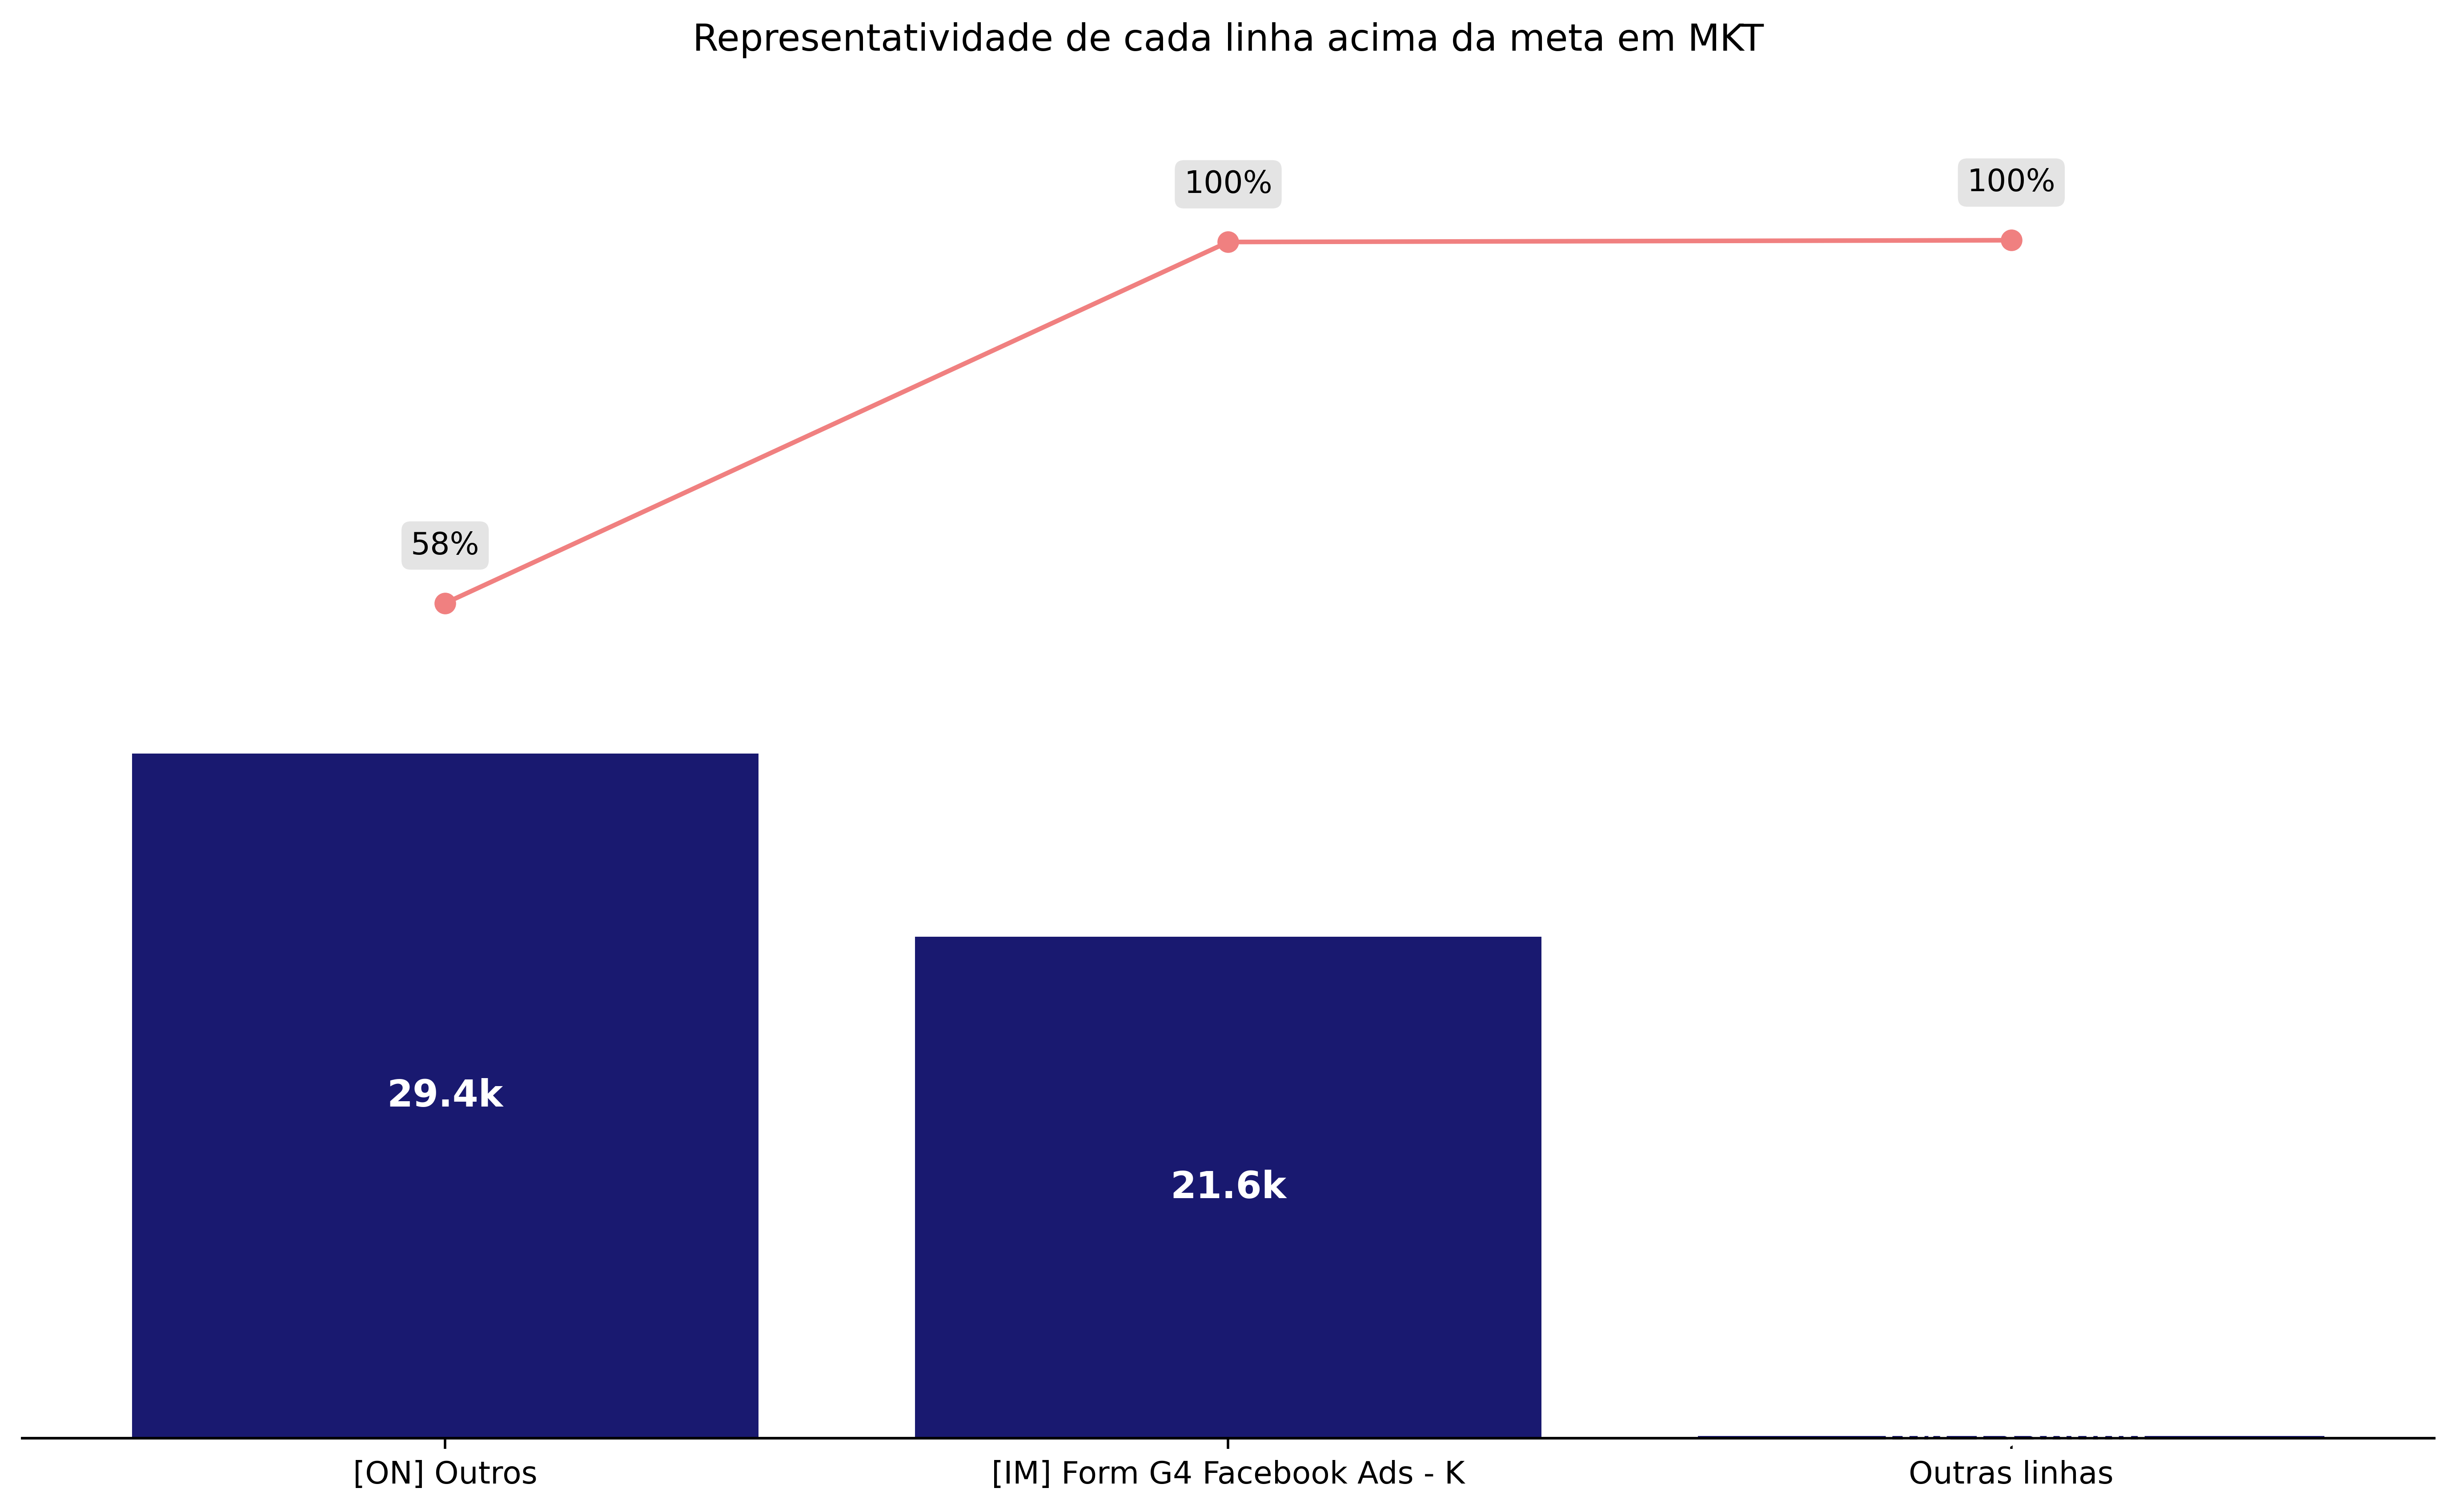 Representatividade de cada linha acima da meta em MKT
100%
100%
58%
29.4k
21.6k
[ON] Outros
[IM] Form G4 Facebook Ads - K
Outras linhas